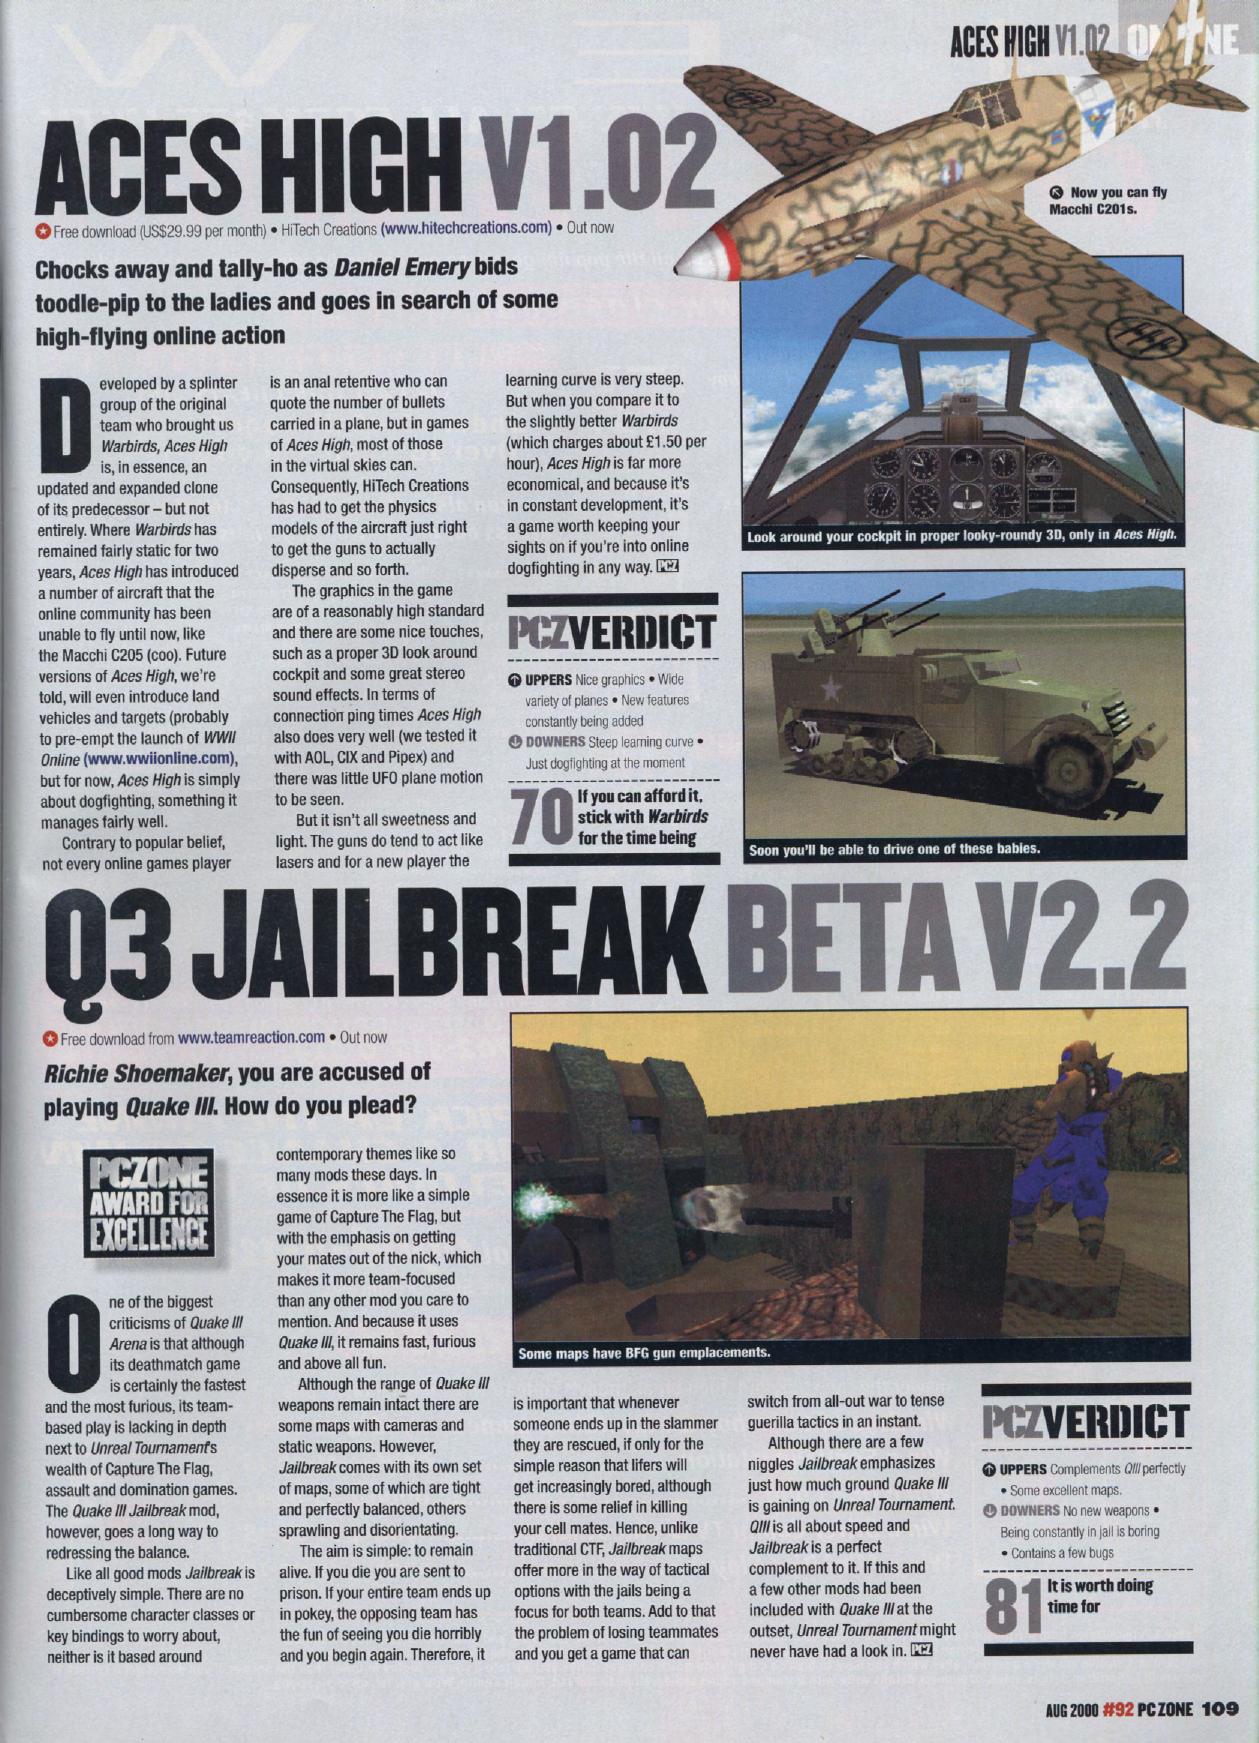 ACES HIGH V1.02 ONLINE
ACES HIGH V1.02
Free download (US$29.99 per month) • HiTech Creations (www.hitechcreations.com) • Out now
Chocks away and tally-ho as Daniel Emery bids
toodle-pip to the ladies and goes in search of some
high-flying online action
Now you can fly
Macchi C201s.
Developed by a splinter
group of the original
team who brought us
Warbirds, Aces High
is, in essence, an
updated and expanded clone
of its predecessor – but not
entirely. Where Warbirds has
remained fairly static for two
years, Aces High has introduced
a number of aircraft that the
online community has been
unable to fly until now, like
the Macchi C205 (coo). Future
versions of Aces High, we're
told, will even introduce land
vehicles and targets (probably
to pre-empt the launch of WWII
Online (www.wwiionline.com),
but for now, Aces High is simply
about dogfighting, something it
manages fairly well.
Contrary to popular belief,
not every online games player
is an anal retentive who can
quote the number of bullets
carried in a plane, but in games
of Aces High, most of those
in the virtual skies can.
Consequently, HiTech Creations
has had to get the physics
models of the aircraft just right
to get the guns to actually
disperse and so forth.
The graphics in the game
are of a reasonably high standard
and there are some nice touches,
such as a proper 3D look around
cockpit and some great stereo
sound effects. In terms of
connection ping times Aces High
also does very well (we tested it
with AOL, CIX and Pipex) and
there was little UFO plane motion
to be seen.
But it isn't all sweetness and
light. The guns do tend to act like
lasers and for a new player the
learning curve is very steep.
But when you compare it to
the slightly better Warbirds
(which charges about £1.50 per
hour), Aces High is far more
economical, and because it's
in constant development, it's
a game worth keeping your
sights on if you're into online
dogfighting in any way. PCZ
PCZVERDICT
UPPERS Nice graphics • Wide
variety of planes • New features
constantly being added
DOWNERS Steep learning curve •
Just dogfighting at the moment
70 If you can afford it,
stick with Warbirds
for the time being
Look around your cockpit in proper looky-roundy 3D, only in Aces High.
Soon you'll be able to drive one of these babies.
Q3 JAILBREAK BETA V2.2
Free download from www.teamreaction.com • Out now
Richie Shoemaker, you are accused of
playing Quake III. How do you plead?
PCZONE
AWARD FOR
EXCELLENCE
One of the biggest
criticisms of Quake III
Arena is that although
its deathmatch game
is certainly the fastest
and the most furious, its team-
based play is lacking in depth
next to Unreal Tournament's
wealth of Capture The Flag,
assault and domination games.
The Quake III Jailbreak mod,
however, goes a long way to
redressing the balance.
Like all good mods Jailbreak is
deceptively simple. There are no
cumbersome character classes or
key bindings to worry about,
neither is it based around
contemporary themes like so
many mods these days. In
essence it is more like a simple
game of Capture The Flag, but
with the emphasis on getting
your mates out of the nick, which
makes it more team-focused
than any other mod you care to
mention. And because it uses
Quake III, it remains fast, furious
and above all fun.
Although the range of Quake III
weapons remain intact there are
some maps with cameras and
static weapons. However,
Jailbreak comes with its own set
of maps, some of which are tight
and perfectly balanced, others
sprawling and disorientating.
The aim is simple: to remain
alive. If you die you are sent to
prison. If your entire team ends up
in pokey, the opposing team has
the fun of seeing you die horribly
and you begin again. Therefore, it
Some maps have BFG gun emplacements.
is important that whenever
someone ends up in the slammer
they are rescued, if only for the
simple reason that lifers will
get increasingly bored, although
there is some relief in killing
your cell mates. Hence, unlike
traditional CTF, Jailbreak maps
offer more in the way of tactical
options with the jails being a
focus for both teams. Add to that
the problem of losing teammates
and you get a game that can
switch from all-out war to tense
guerilla tactics in an instant.
Although there are a few
niggles Jailbreak emphasizes
just how much ground Quake III
is gaining on Unreal Tournament.
QIII is all about speed and
Jailbreak is a perfect
complement to it. If this and
a few other mods had been
included with Quake III at the
outset, Unreal Tournament might
never have had a look in. PCZ
PCZVERDICT
UPPERS Complements QIII perfectly
• Some excellent maps.
DOWNERS No new weapons •
Being constantly in jail is boring
• Contains a few bugs
81 It is worth doing
time for
AUG 2000 #92 PC ZONE 109